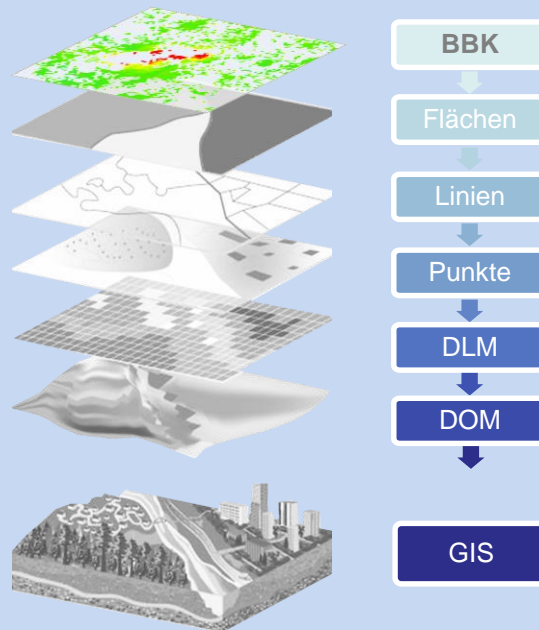 BBK
Flächen
Linien
Punkte
DLM
DOM
GIS